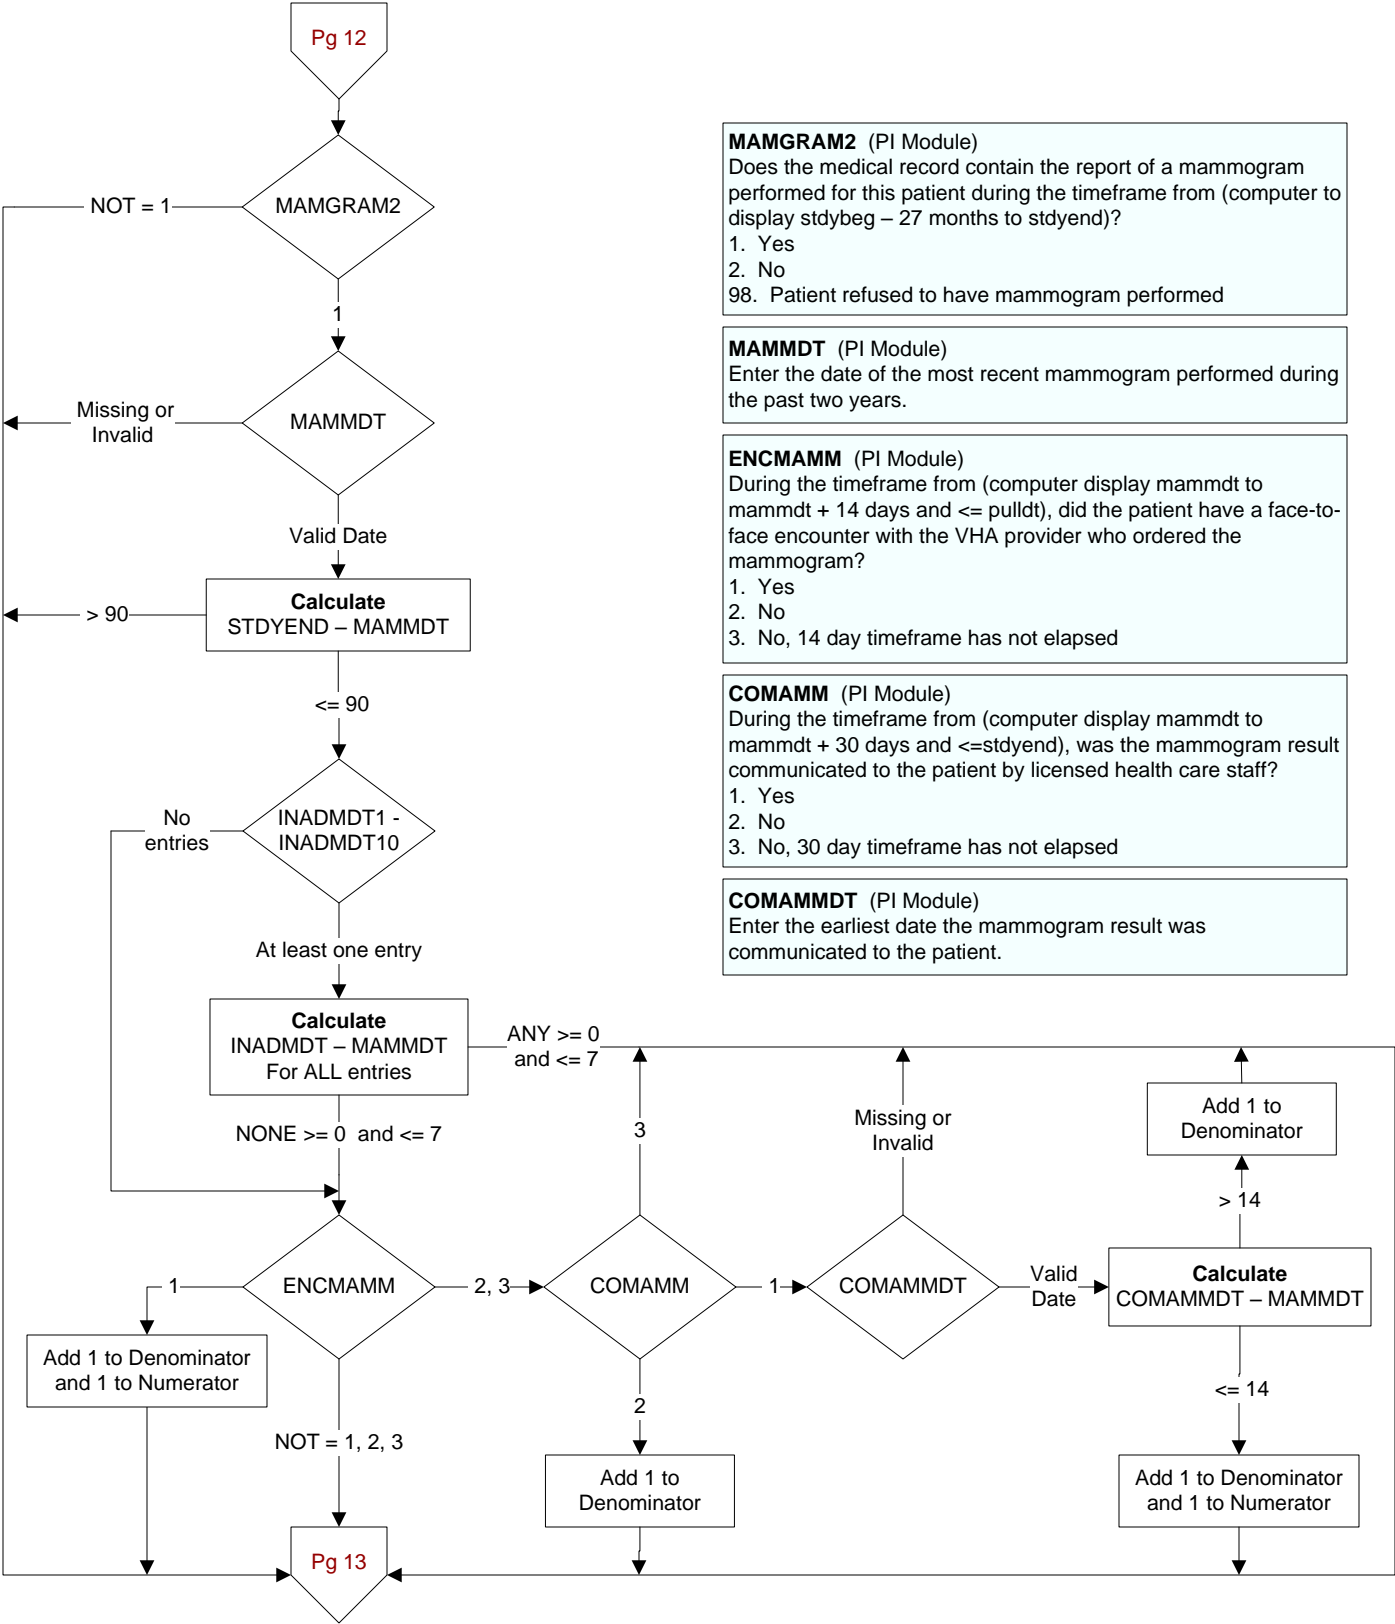 Pg 12
MAMGRAM2
NOT = 1
1
MAMMDT
Missing or
Invalid
Valid Date
Calculate
STDYEND – MAMMDT
> 90
<= 90
INADMDT1 -
INADMDT10
No
entries
At least one entry
Calculate
INADMDT – MAMMDT
For ALL entries
ANY >= 0
and <= 7
NONE >= 0 and <= 7
ENCMAMM
1
Add 1 to Denominator
and 1 to Numerator
NOT = 1, 2, 3
2, 3
COMAMM
3
2
Add 1 to
Denominator
1
COMAMMDT
Missing or
Invalid
Valid
Date
Calculate
COMAMMDT – MAMMDT
> 14
Add 1 to
Denominator
<= 14
Add 1 to Denominator
and 1 to Numerator
Pg 13
MAMGRAM2 (PI Module)
Does the medical record contain the report of a mammogram
performed for this patient during the timeframe from (computer to
display stdybeg – 27 months to stdyend)?
1. Yes
2. No
98. Patient refused to have mammogram performed
MAMMDT (PI Module)
Enter the date of the most recent mammogram performed during
the past two years.
ENCMAMM (PI Module)
During the timeframe from (computer display mammdt to
mammdt + 14 days and <= pulldt), did the patient have a face-to-
face encounter with the VHA provider who ordered the
mammogram?
1. Yes
2. No
3. No, 14 day timeframe has not elapsed
COMAMM (PI Module)
During the timeframe from (computer display mammdt to
mammdt + 30 days and <=stdyend), was the mammogram result
communicated to the patient by licensed health care staff?
1. Yes
2. No
3. No, 30 day timeframe has not elapsed
COMAMMDT (PI Module)
Enter the earliest date the mammogram result was
communicated to the patient.